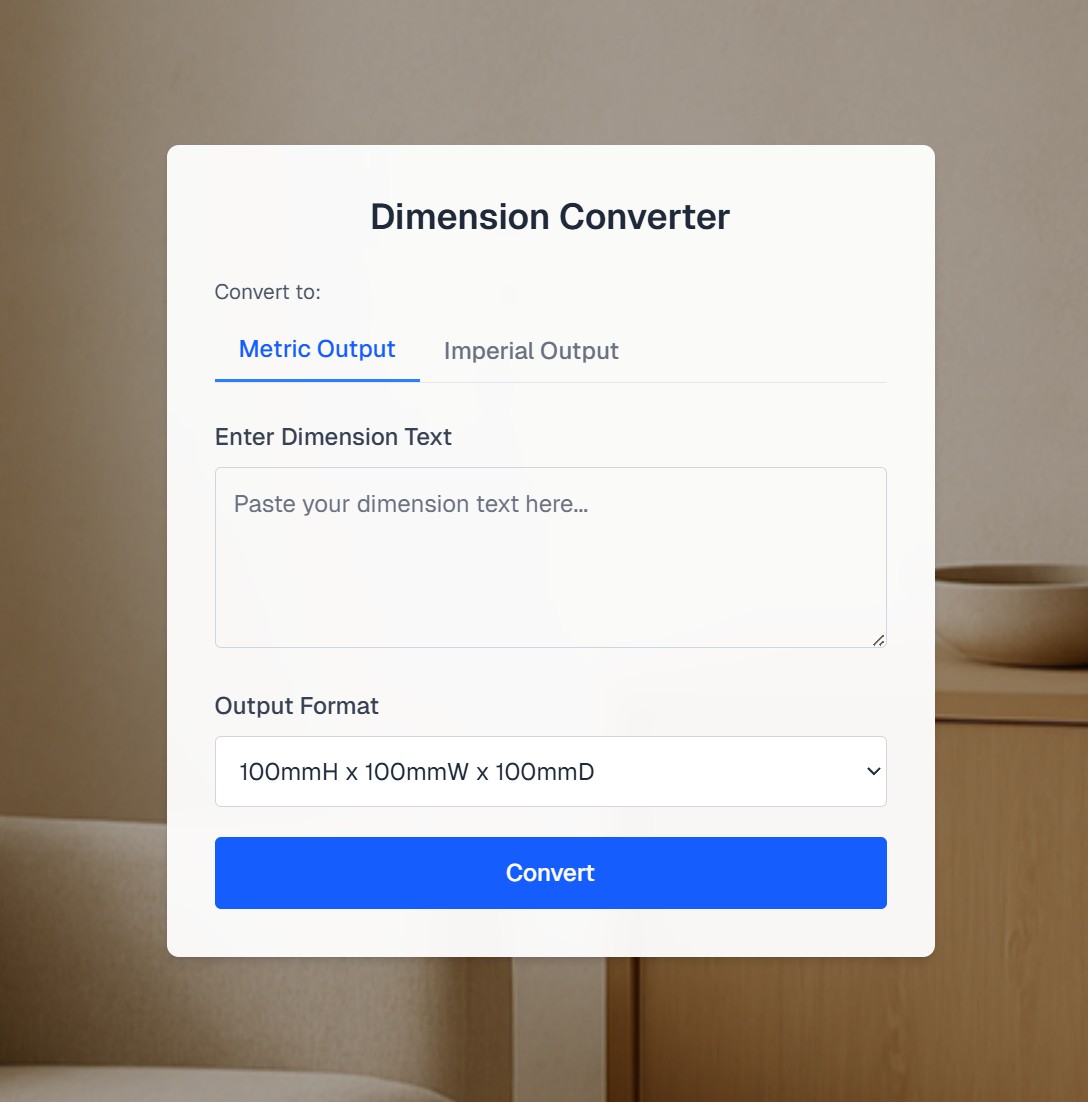 Dimension Converter
Convert to:
Metric Output Imperial Output
Enter Dimension Text
Paste your dimension text here...
Output Format
100mmH x 100mmW x 100mmD
Convert